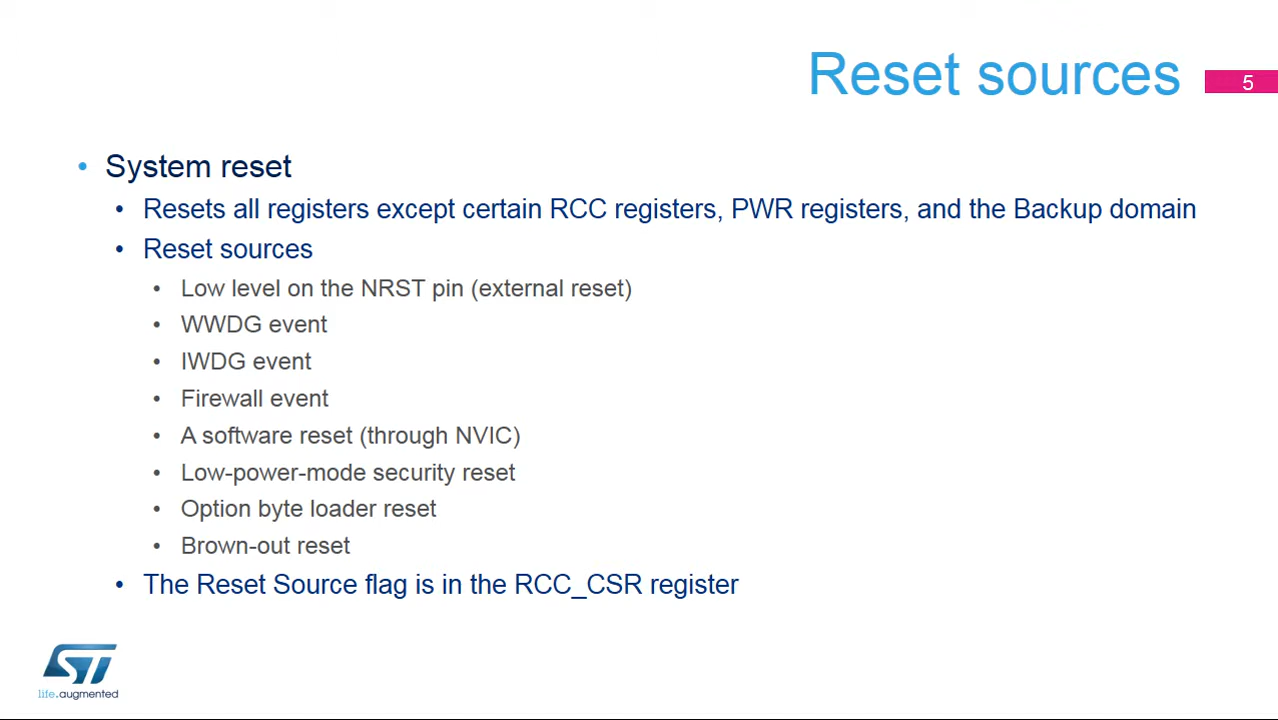 Reset sources
5
• System reset
• Resets all registers except certain RCC registers, PWR registers, and the Backup domain
• Reset sources
• Low level on the NRST pin (external reset)
• WWDG event
• IWDG event
• Firewall event
• A software reset (through NVIC)
• Low-power-mode security reset
• Option byte loader reset
• Brown-out reset
• The Reset Source flag is in the RCC_CSR register
ST
life.augmented